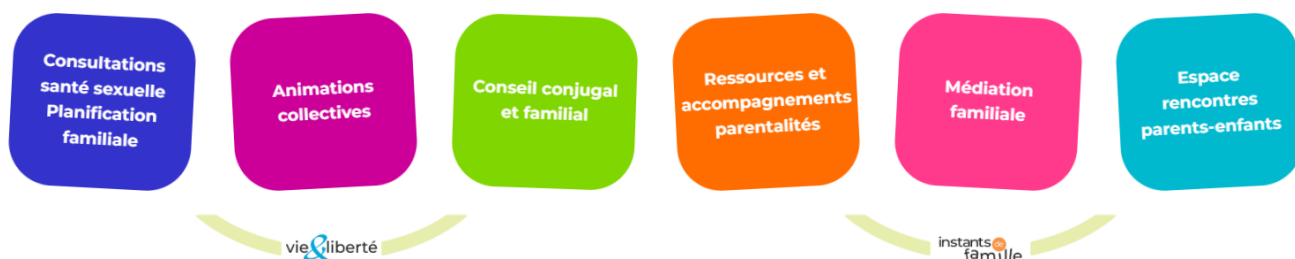 Consultations
santé sexuelle
Planification
familiale
Animations
collectives
Conseil conjugal
et familial
Ressources et
accompagnements
parentalités
Médiation
familiale
Espace
rencontres
parents-enfants
vie&liberté
instants de
famille